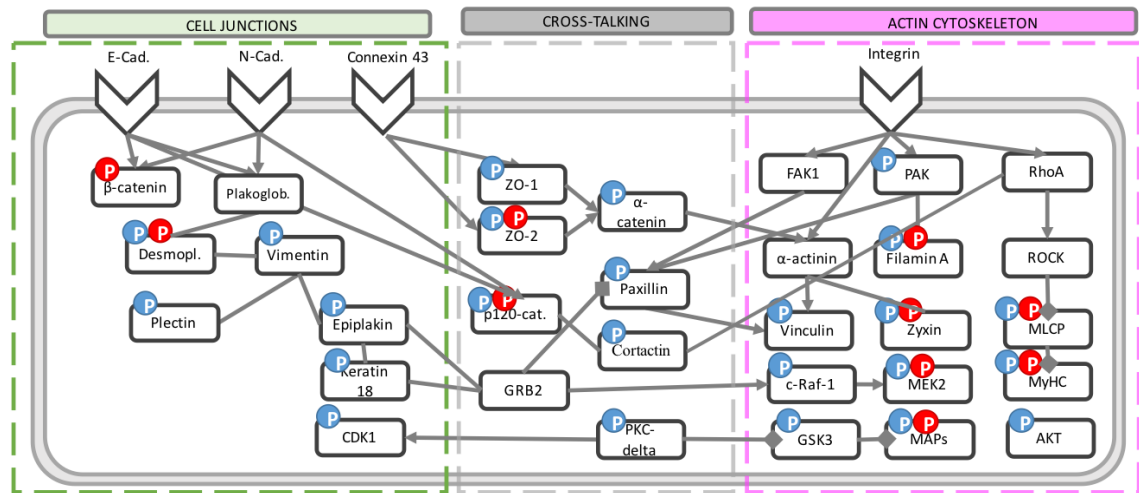 CELL JUNCTIONS
CROSS-TALKING
ACTIN CYTOSKELETON
E-Cad.
N-Cad.
Connexin 43
Integrin
P
β-catenin
Plakoglob.
P
ZO-1
P
α-
catenin
FAK1
P
PAK
RhoA
P P
Desmopl.
P
Vimentin
P P
ZO-2
α-actinin
P P
Filamin A
ROCK
P
Plectin
P
Epiplakin
P P
p120-cat.
P
Paxillin
P
Vinculin
P P
Zyxin
P P
MLCP
P
Keratin
18
P
Cortactin
GRB2
P
c-Raf-1
P P
MEK2
P P
MyHC
P
CDK1
P
PKC-
delta
P
GSK3
P P
MAPs
P
AKT